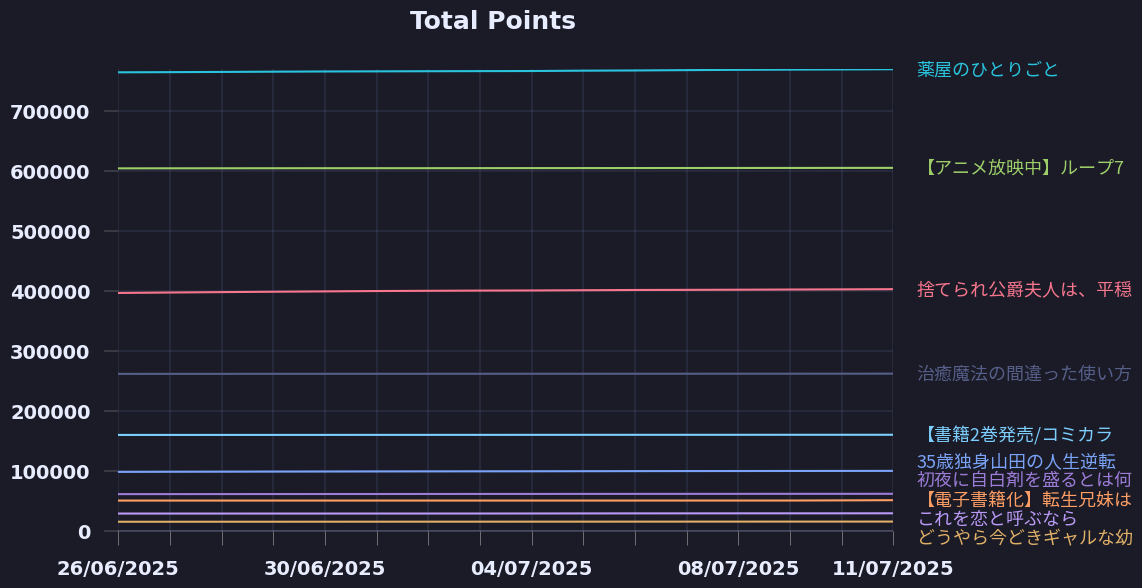 Total Points
700000
600000
500000
400000
300000
200000
100000
0
26/06/2025
30/06/2025
04/07/2025
08/07/2025
11/07/2025
薬屋のひとりごと
【アニメ放映中】ループ7
捨てられ公爵夫人は、平穏
治癒魔法の間違った使い方
【書籍2巻発売/コミカラ
35歳独身山田の人生逆転
初夜に自白剤を盛るとは何
【電子書籍化】転生兄妹は
これを恋と呼ぶなら
どうやら今どきギャルな幼